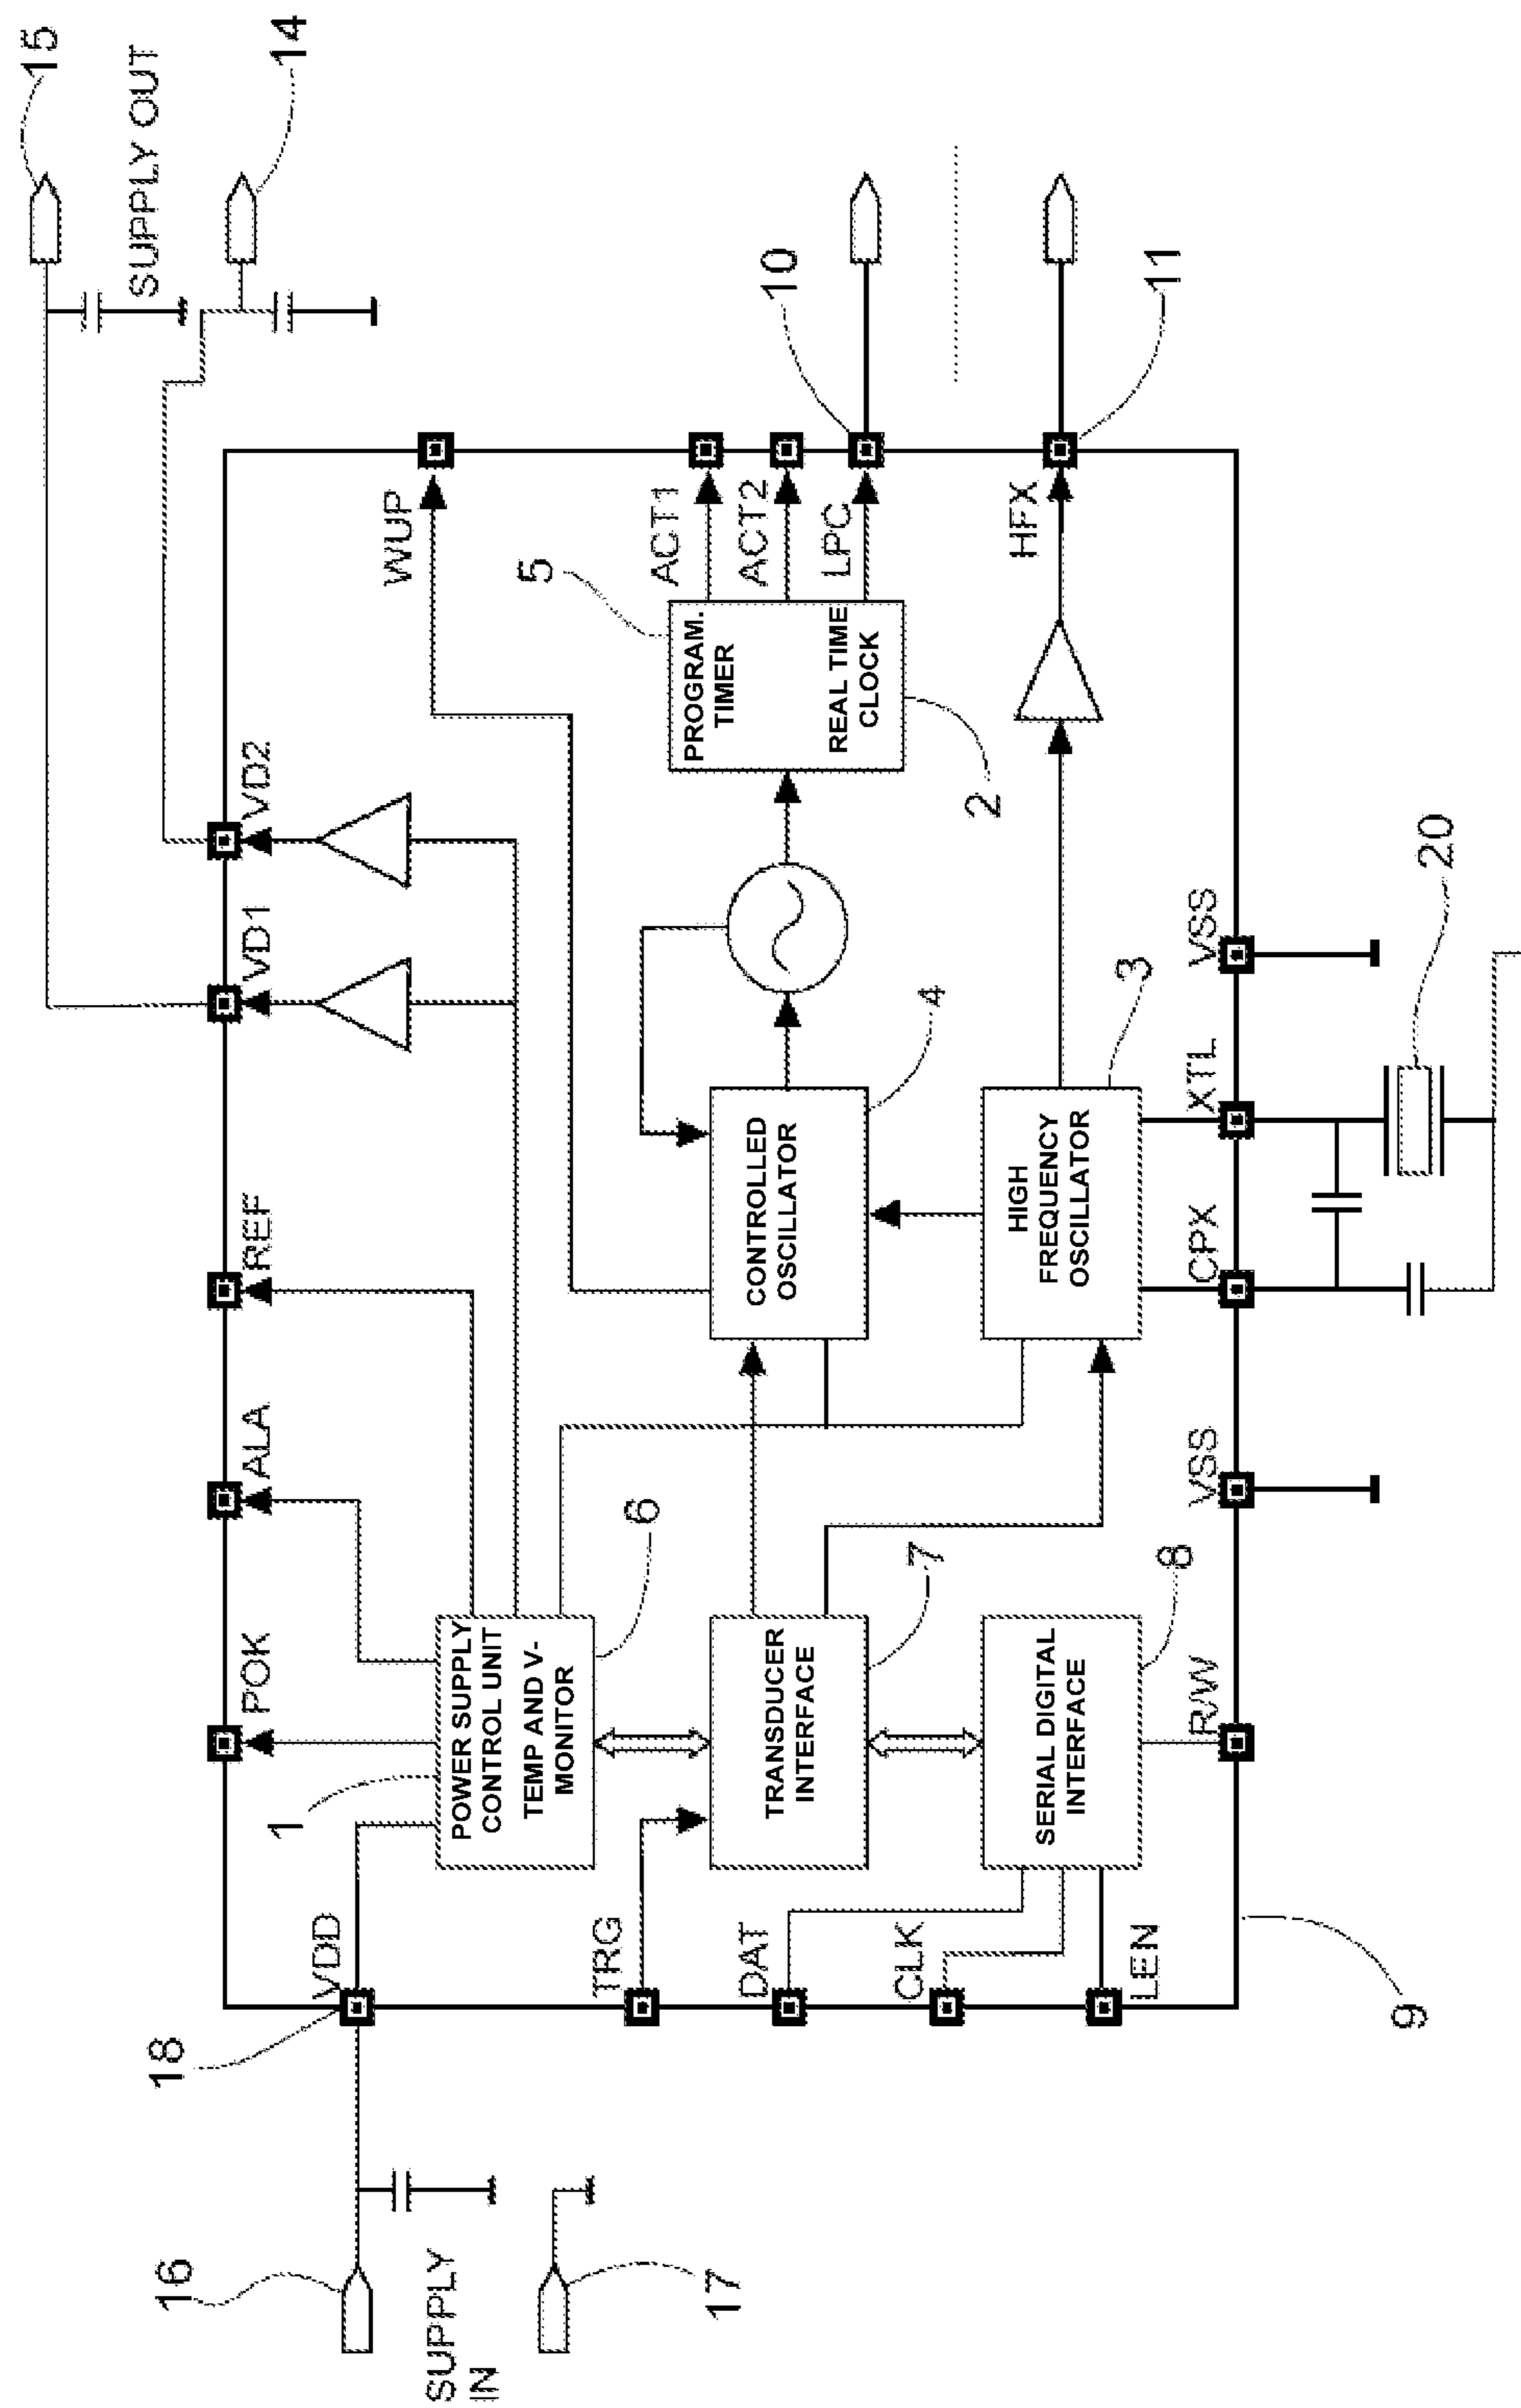 15
SUPPLY OUT
14
VDD
POK
ALA
REF
VD1
VD2
18
16
SUPPLY
IN
17
1
POWER SUPPLY
CONTROL UNIT
TEMP AND V-
MONITOR
6
WUP
TRG
TRANSDUCER
INTERFACE
7
CONTROLLED
OSCILLATOR
4
5
PROGRAM.
TIMER
REAL TIME
CLOCK
2
ACT1
ACT2
LPC
10
DAT
CLK
LEN
SERIAL DIGITAL
INTERFACE
8
HIGH
FREQUENCY
OSCILLATOR
3
HFX
11
9
R/W
VSS
CPX
XTL
VSS
20